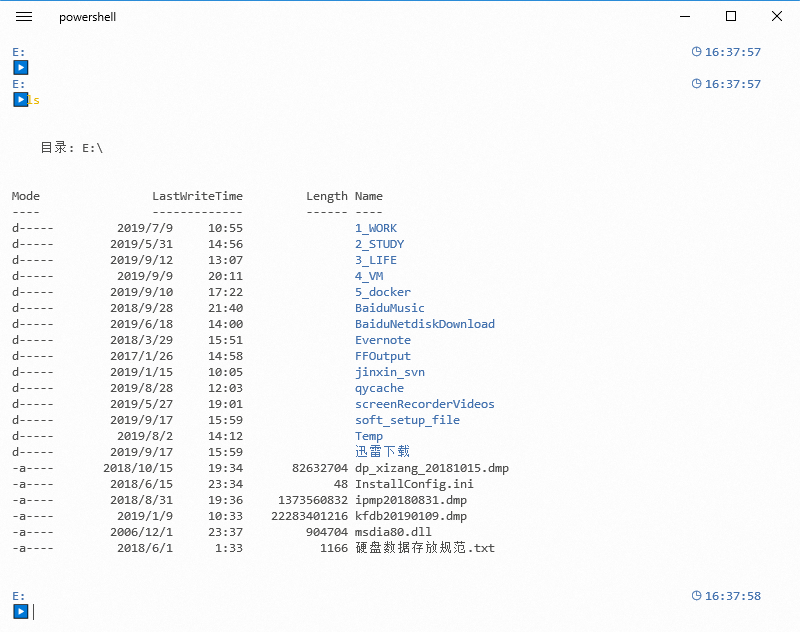 powershell
E: 16:37:57
E: 16:37:57
ls
目录: E:\
Mode LastWriteTime Length Name
---- ------------- ------ ----
d----- 2019/7/9 10:55 1_WORK
d----- 2019/5/31 14:56 2_STUDY
d----- 2019/9/12 13:07 3_LIFE
d----- 2019/9/9 20:11 4_VM
d----- 2019/9/10 17:22 5_docker
d----- 2018/9/28 21:40 BaiduMusic
d----- 2019/6/18 14:00 BaiduNetdiskDownload
d----- 2018/3/29 15:51 Evernote
d----- 2017/1/26 14:58 FFOutput
d----- 2019/1/15 10:05 jinxin_svn
d----- 2019/8/28 12:03 qycache
d----- 2019/5/27 19:01 screenRecorderVideos
d----- 2019/9/17 15:59 soft_setup_file
d----- 2019/8/2 14:12 Temp
d----- 2019/9/17 15:59 迅雷下载
-a---- 2018/10/15 19:34 82632704 dp_xizang_20181015.dmp
-a---- 2018/6/15 23:34 48 InstallConfig.ini
-a---- 2018/8/31 19:36 1373560832 ipmp20180831.dmp
-a---- 2019/1/9 10:33 22283401216 kfdb20190109.dmp
-a---- 2006/12/1 23:37 904704 msdia80.dll
-a---- 2018/6/1 1:33 1166 硬盘数据存放规范.txt
E: 16:37:58